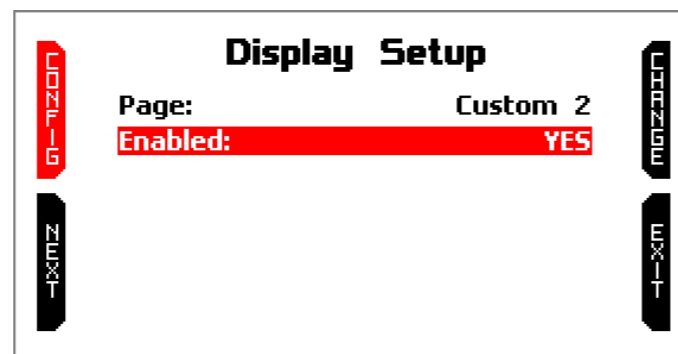 Display Setup
CONFIG
CHANGE
Page: Custom 2
Enabled: YES
NEXT
EXIT